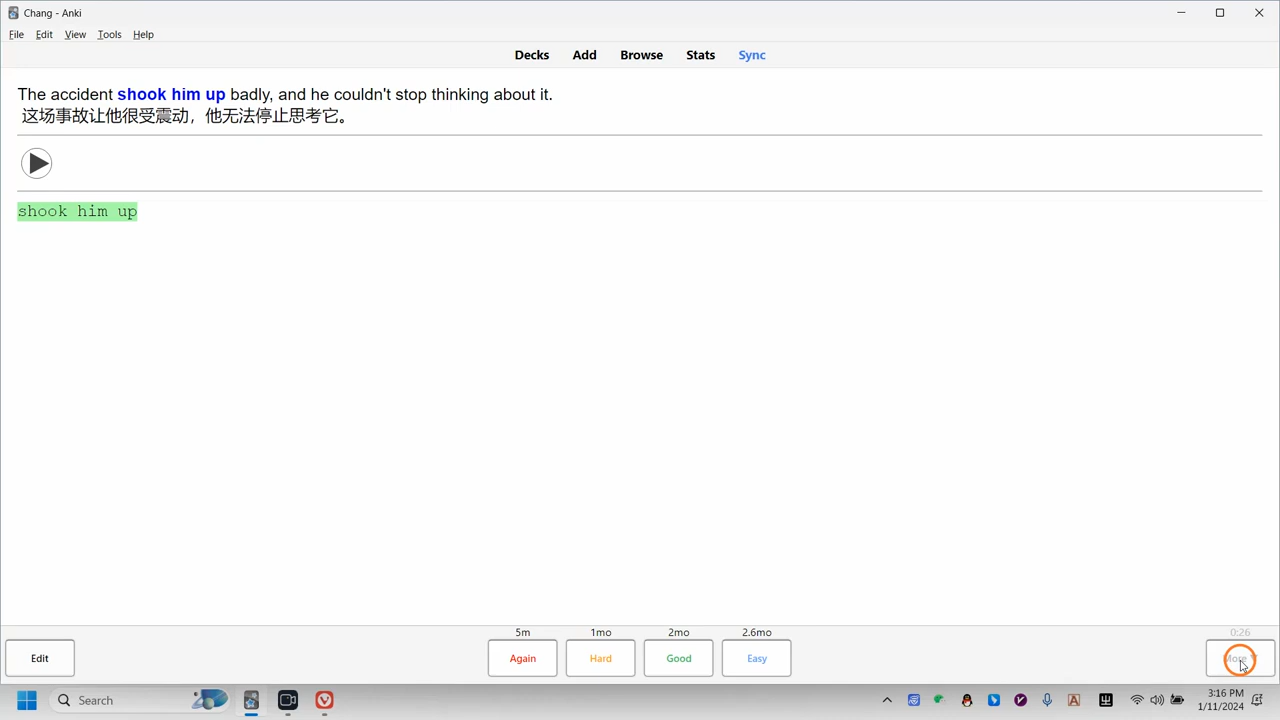 Chang - Anki
File Edit View Tools Help
Decks Add Browse Stats Sync
The accident shook him up badly, and he couldn't stop thinking about it.
这场事故让他很受震动，他无法停止思考它。
shook him up
5m 1mo 2mo 2.6mo 0:26
Edit Again Hard Good Easy More
Search
3:16 PM
1/11/2024